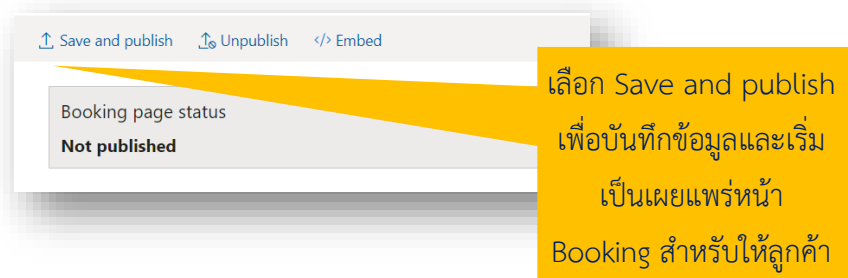 Save and publish Unpublish </> Embed
Booking page status
Not published
เลือก Save and publish
เพื่อบันทึกข้อมูลและเริ่ม
เป็นเผยแพร่หน้า
Booking สำหรับให้ลูกค้า